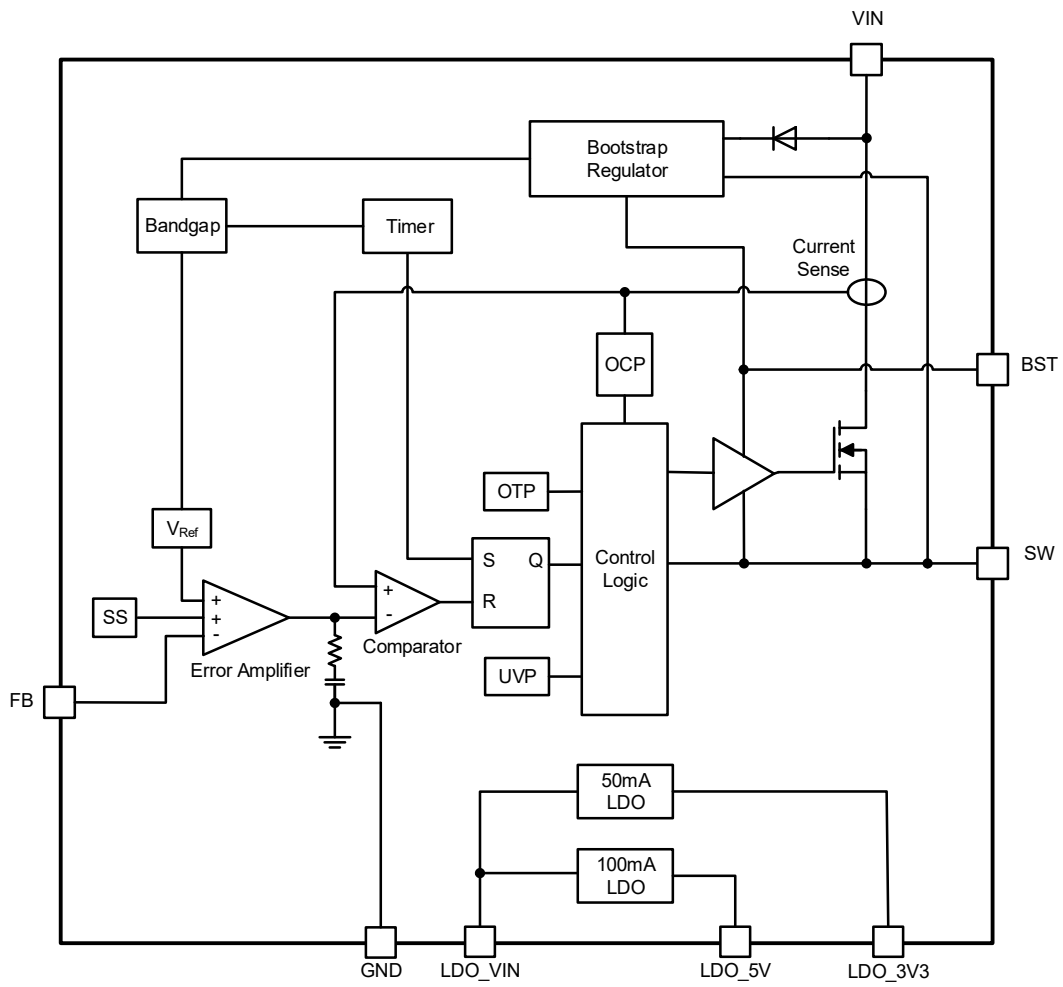 VIN
Bootstrap
Regulator
Bandgap
Timer
Current
Sense
OCP
BST
OTP
V_Ref
S
Q
R
Control
Logic
SW
SS
+
+
-
Error Amplifier
+
-
Comparator
UVP
FB
50mA
LDO
100mA
LDO
GND
LDO_VIN
LDO_5V
LDO_3V3